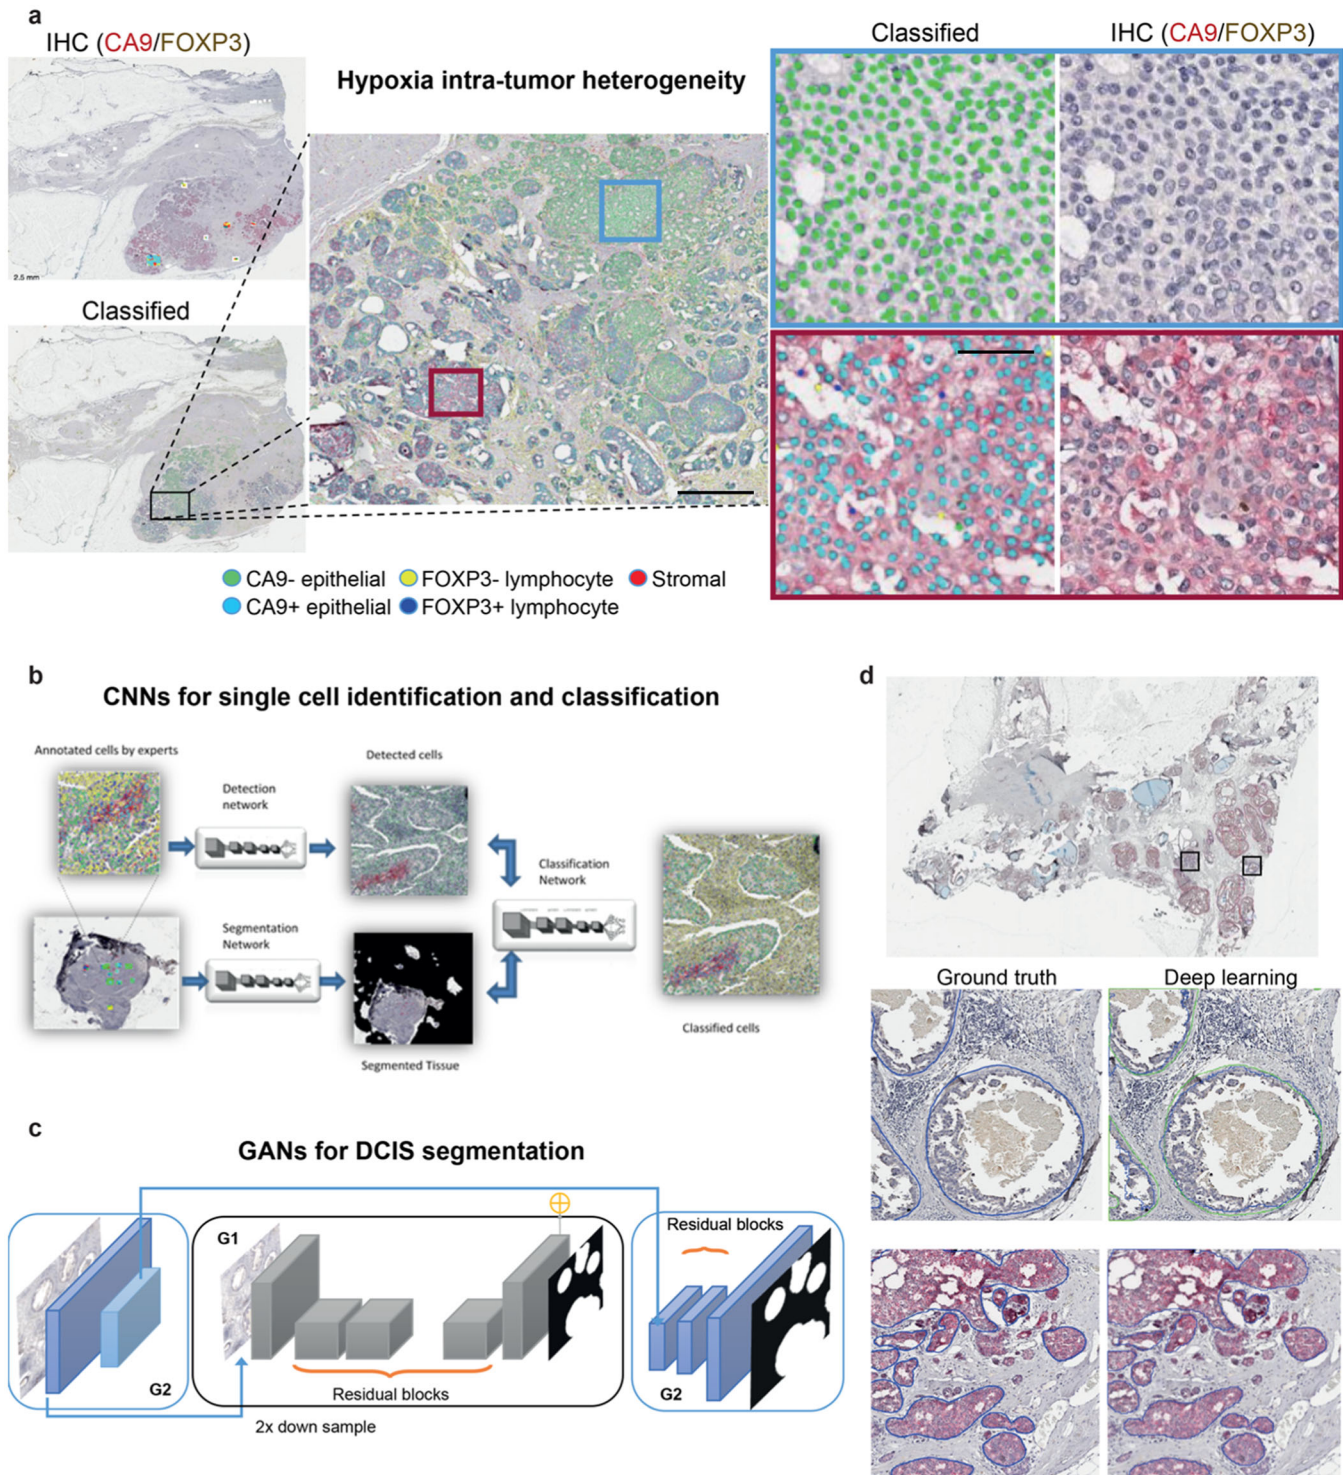 a
IHC (CA9/FOXP3)
Hypoxia intra-tumor heterogeneity
Classified
IHC (CA9/FOXP3)
2.5 mm
Classified
CA9- epithelial
FOXP3- lymphocyte
Stromal
CA9+ epithelial
FOXP3+ lymphocyte
b
CNNs for single cell identification and classification
Annotated cells by experts
Detection
network
Detected cells
Classification
Network
Segmentation
Network
Segmented Tissue
Classified cells
c
GANs for DCIS segmentation
G2
G1
Residual blocks
2x down sample
Residual blocks
G2
d
Ground truth
Deep learning